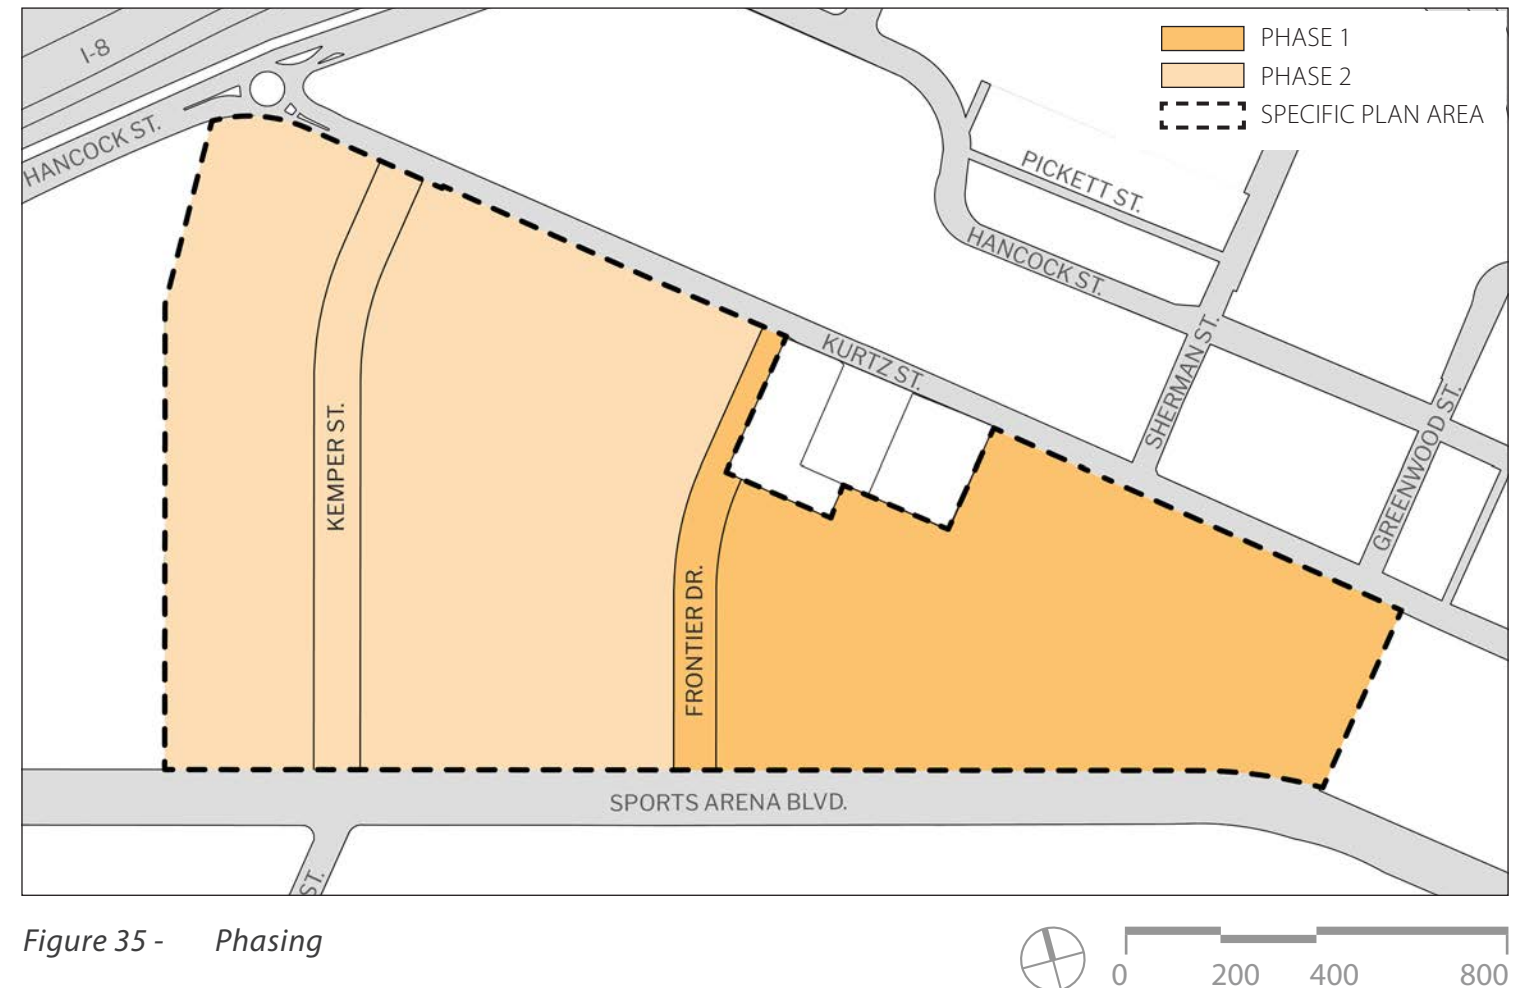 I-8
PHASE 1
PHASE 2
SPECIFIC PLAN AREA
HANCOCK ST.
PICKETT ST.
HANCOCK ST.
KURTZ ST.
SHERMAN ST.
GREENWOOD ST.
KEMPER ST.
FRONTIER DR.
SPORTS ARENA BLVD.
ST.
Figure 35 - Phasing
0 200 400 800